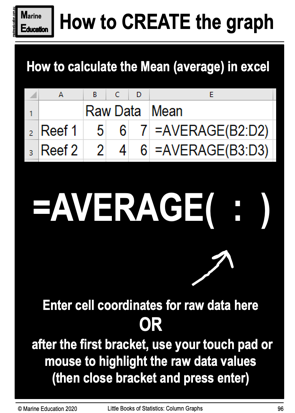 Marine
Education
How to CREATE the graph
How to calculate the Mean (average) in excel
A B C D E
1 Raw Data Mean
2 Reef 1 5 6 7 =AVERAGE(B2:D2)
3 Reef 2 2 4 6 =AVERAGE(B3:D3)
=AVERAGE( : )
Enter cell coordinates for raw data here
OR
after the first bracket, use your touch pad or
mouse to highlight the raw data values
(then close bracket and press enter)
© Marine Education 2020 Little Books of Statistics: Column Graphs 96